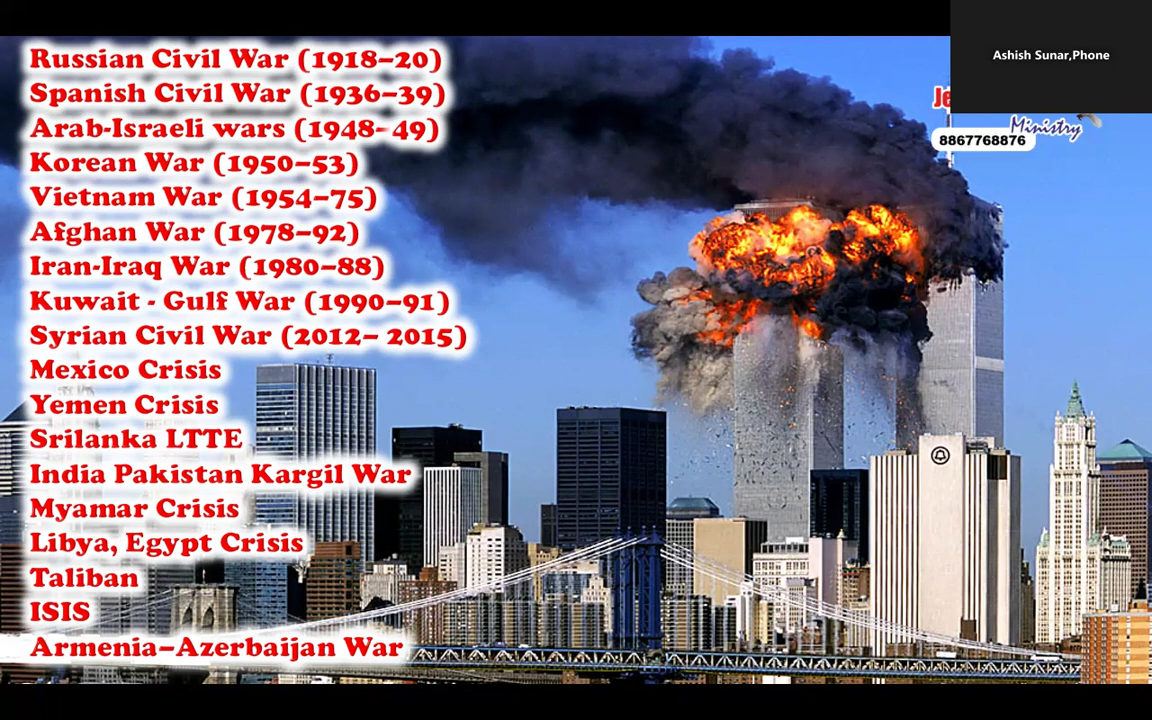 Russian Civil War (1918–20)
Spanish Civil War (1936–39)
Arab-Israeli wars (1948- 49)
Korean War (1950–53)
Vietnam War (1954–75)
Afghan War (1978–92)
Iran-Iraq War (1980–88)
Kuwait - Gulf War (1990–91)
Syrian Civil War (2012– 2015)
Mexico Crisis
Yemen Crisis
Srilanka LTTE
India Pakistan Kargil War
Myamar Crisis
Libya, Egypt Crisis
Taliban
ISIS
Armenia–Azerbaijan War
Ashish Sunar,Phone
Ministry
8867768876